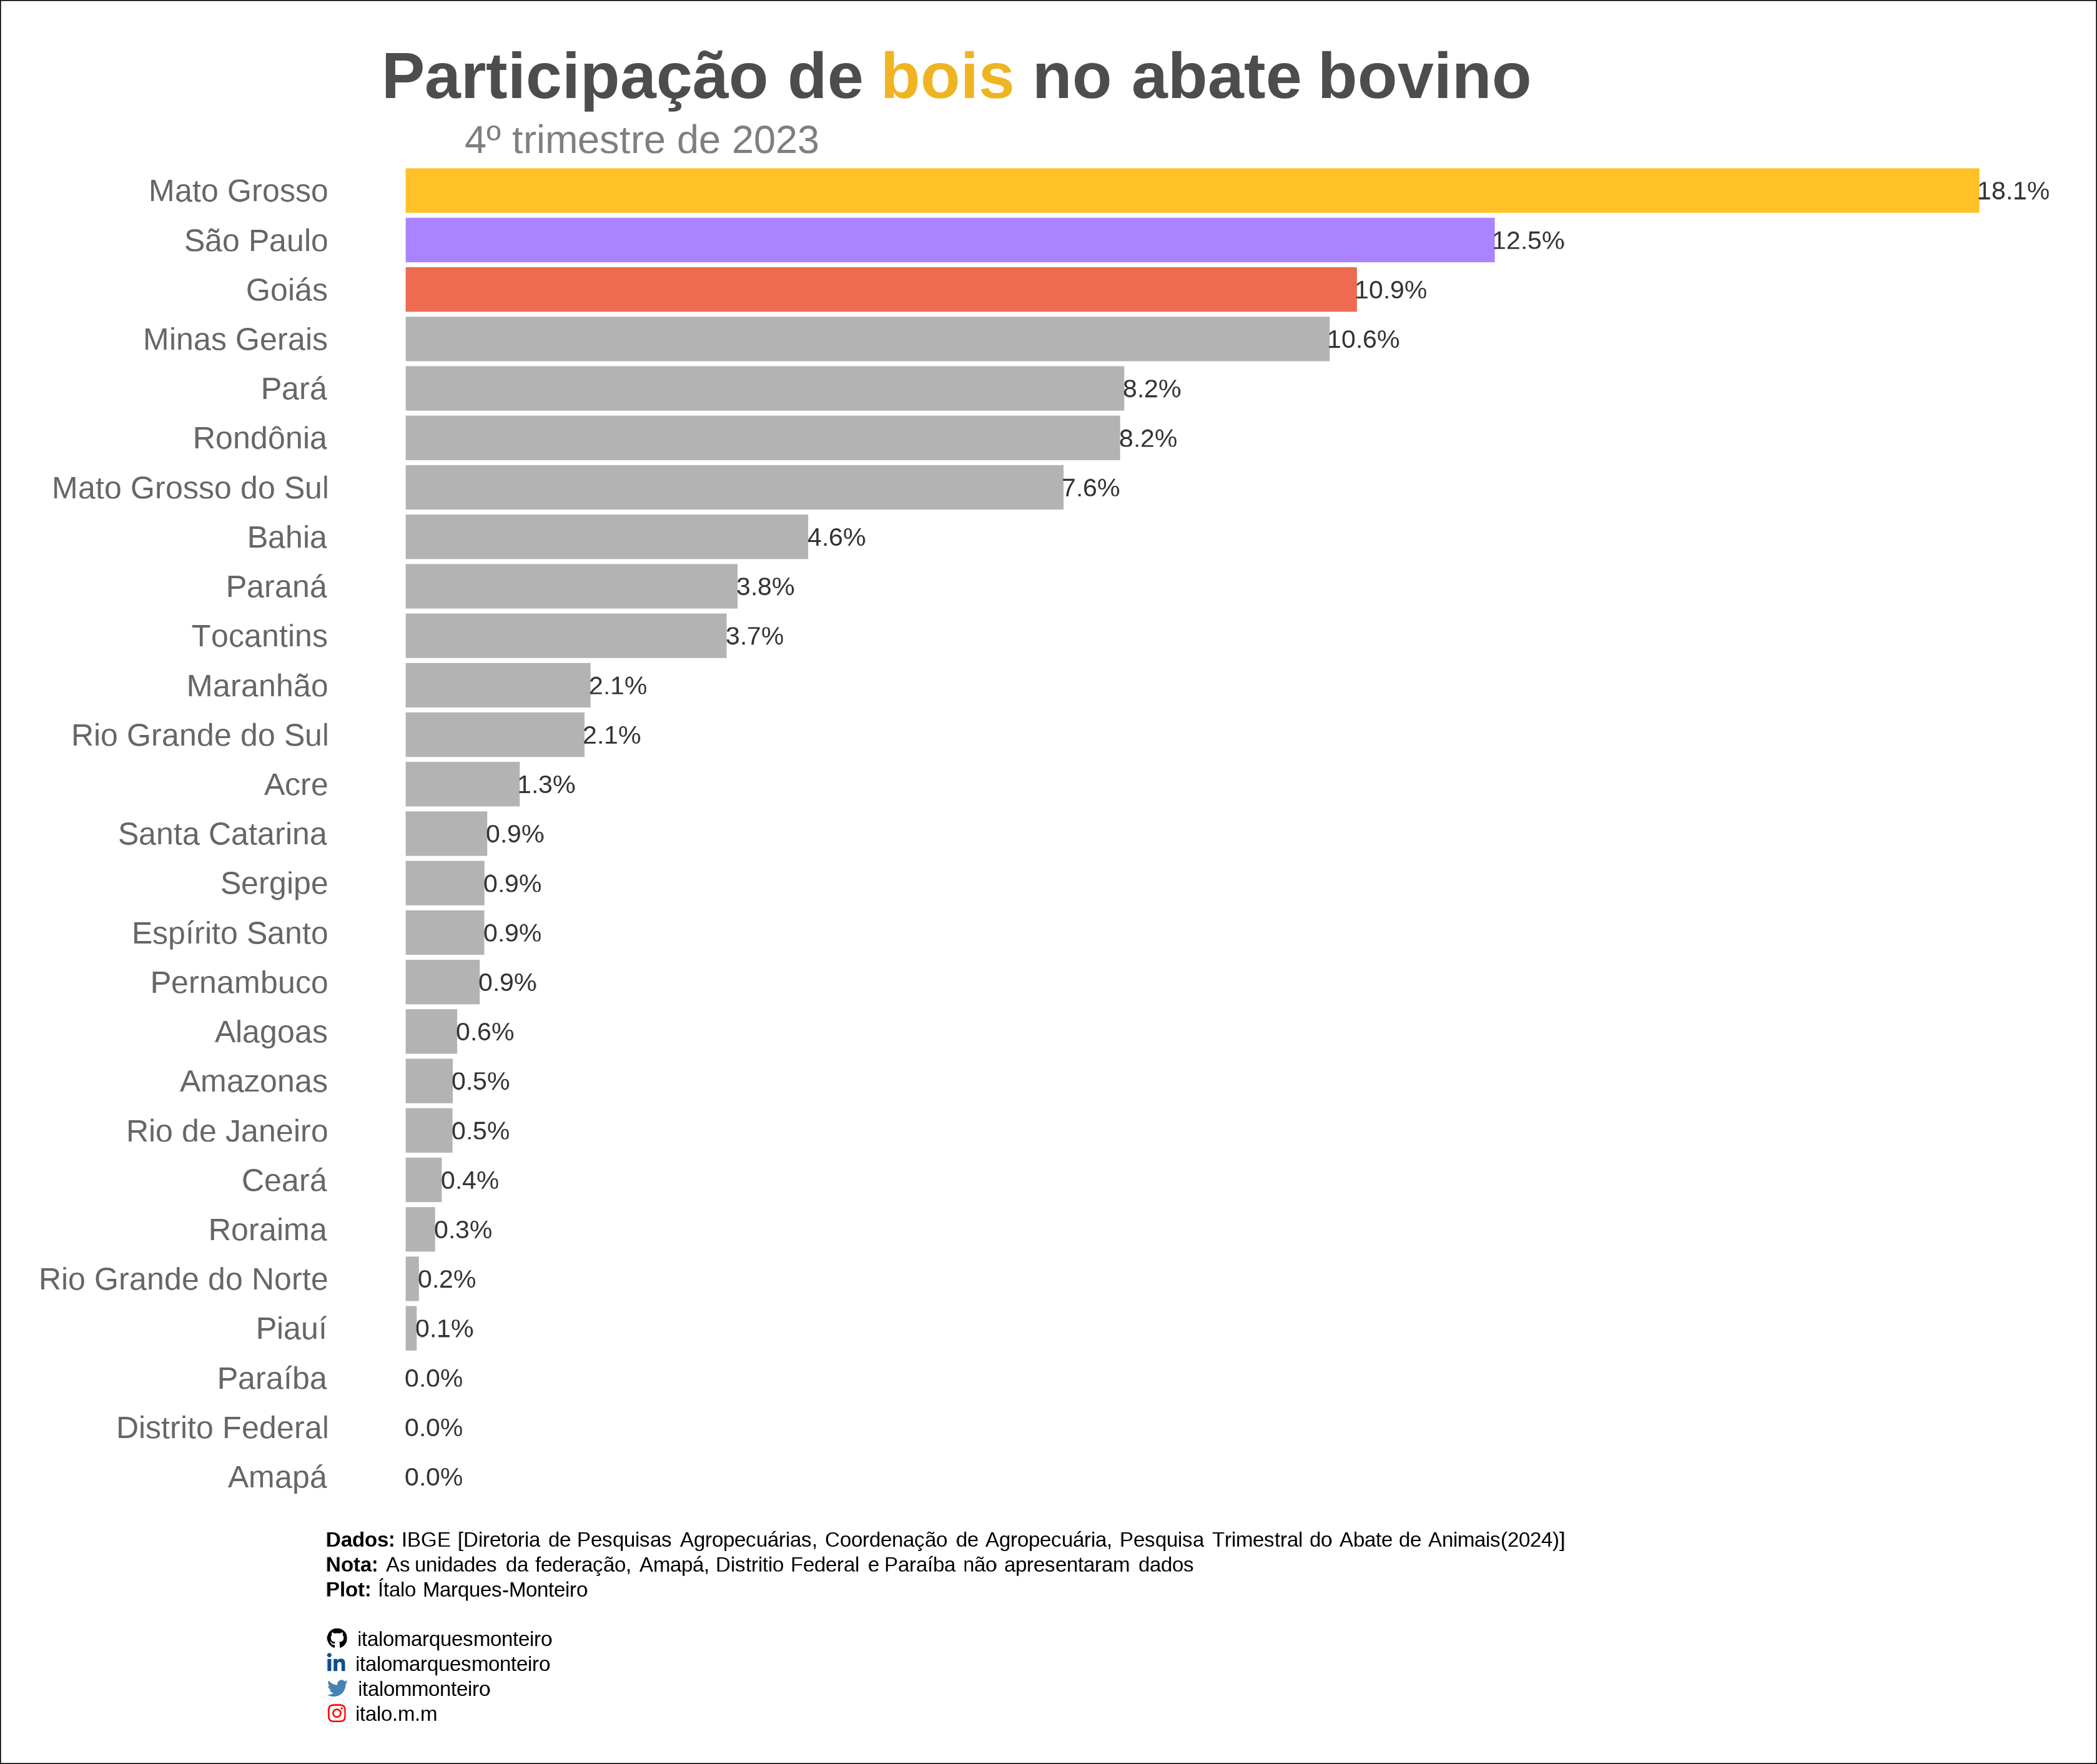 Participação de bois no abate bovino
4º trimestre de 2023
Mato Grosso 18.1%
São Paulo 12.5%
Goiás 10.9%
Minas Gerais 10.6%
Pará 8.2%
Rondônia 8.2%
Mato Grosso do Sul 7.6%
Bahia 4.6%
Paraná 3.8%
Tocantins 3.7%
Maranhão 2.1%
Rio Grande do Sul 2.1%
Acre 1.3%
Santa Catarina 0.9%
Sergipe 0.9%
Espírito Santo 0.9%
Pernambuco 0.9%
Alagoas 0.6%
Amazonas 0.5%
Rio de Janeiro 0.5%
Ceará 0.4%
Roraima 0.3%
Rio Grande do Norte 0.2%
Piauí 0.1%
Paraíba 0.0%
Distrito Federal 0.0%
Amapá 0.0%
Dados: IBGE [Diretoria de Pesquisas Agropecuárias, Coordenação de Agropecuária, Pesquisa Trimestral do Abate de Animais(2024)]
Nota: As unidades da federação, Amapá, Distritio Federal e Paraíba não apresentaram dados
Plot: Ítalo Marques-Monteiro
italomarquesmonteiro
italomarquesmonteiro
italommonteiro
italo.m.m